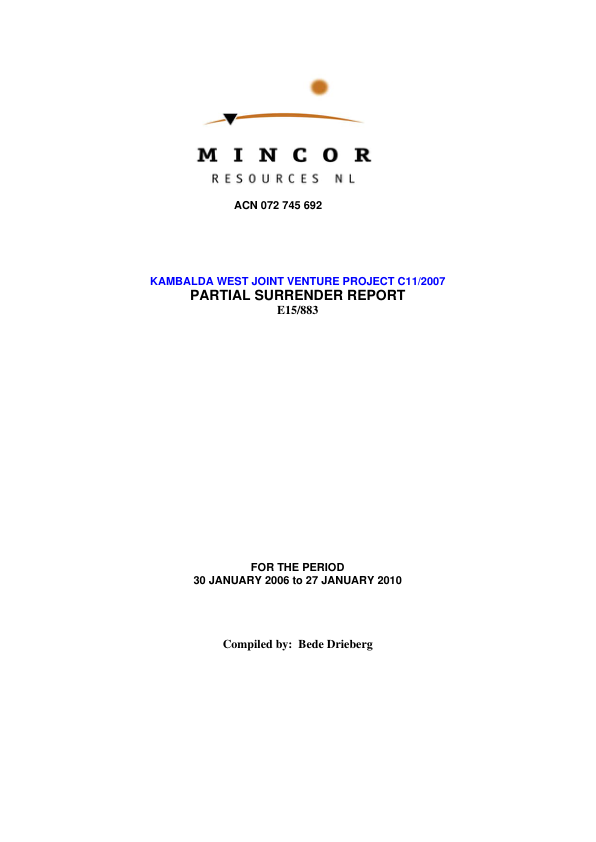 MINCOR
RESOURCES NL
ACN 072 745 692
KAMBALDA WEST JOINT VENTURE PROJECT C11/2007
PARTIAL SURRENDER REPORT
E15/883
FOR THE PERIOD
30 JANUARY 2006 to 27 JANUARY 2010
Compiled by: Bede Drieberg